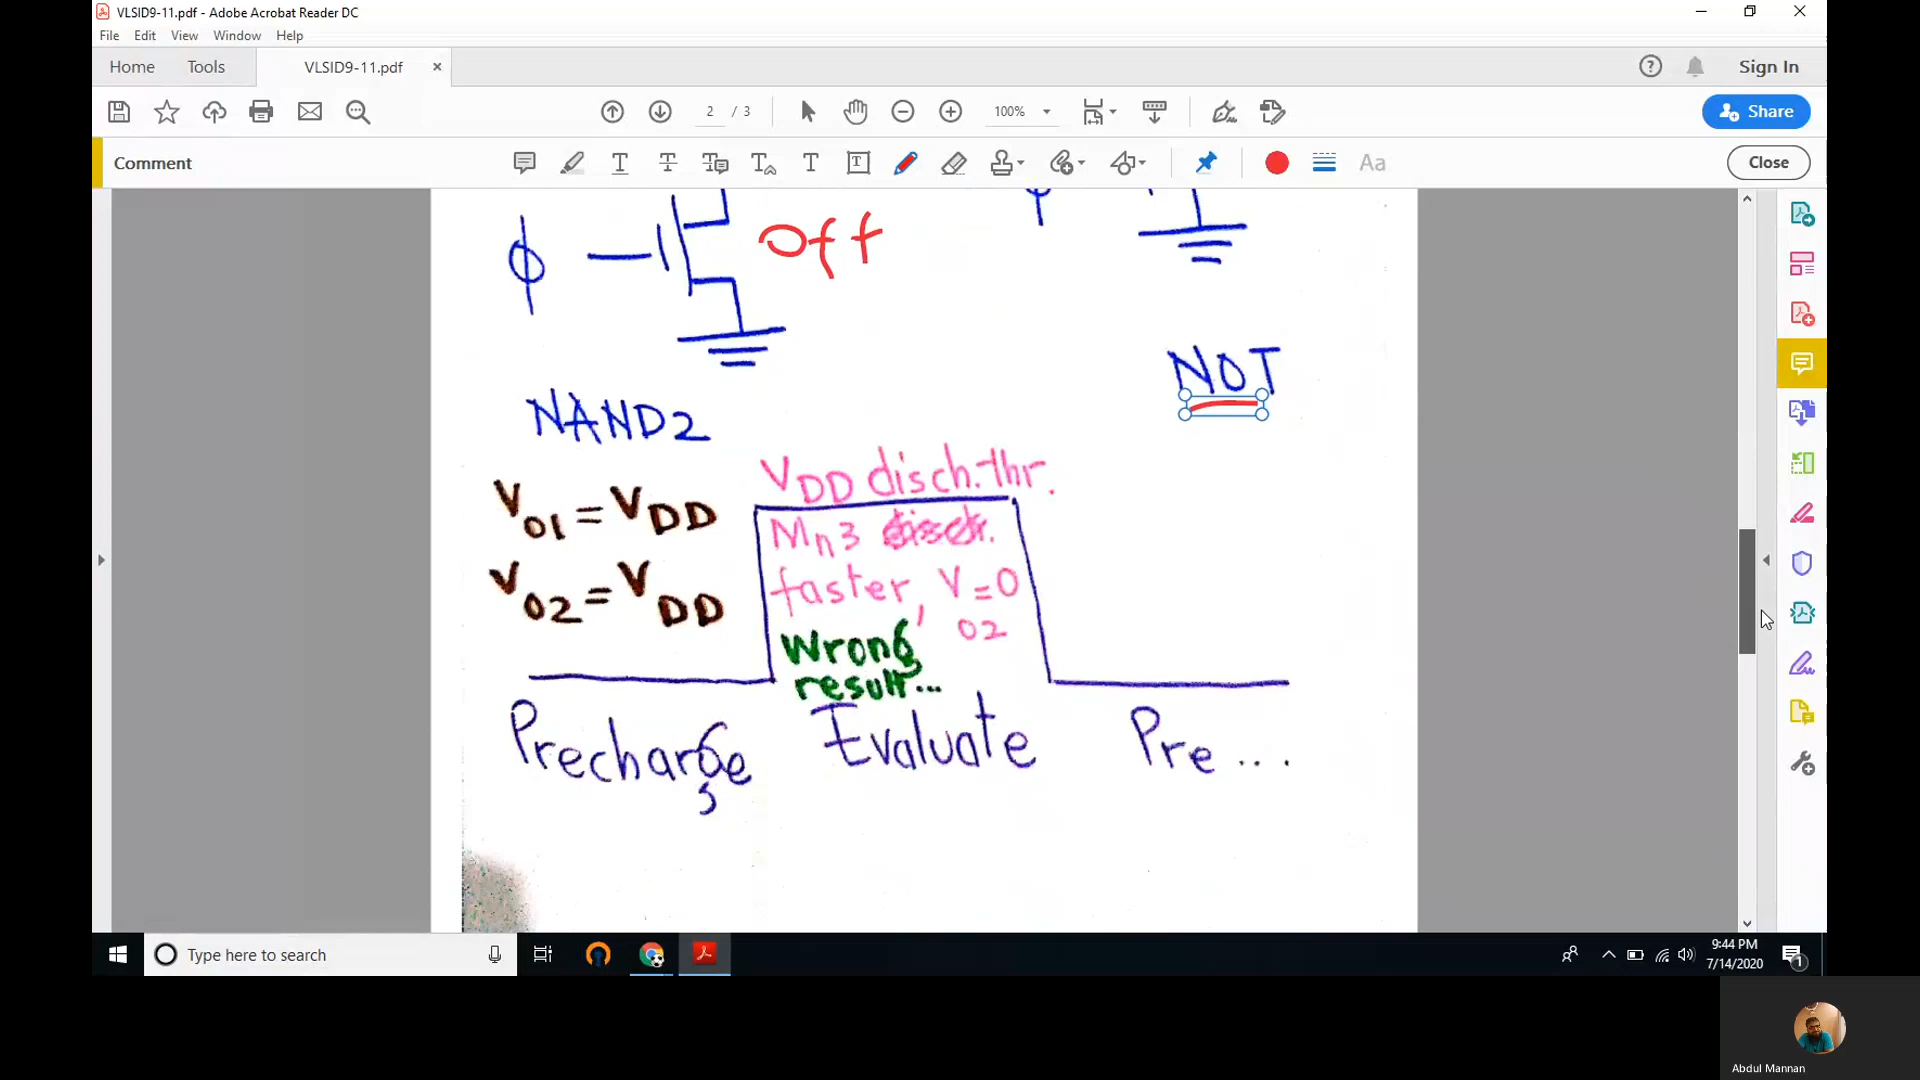 VLSID9-11.pdf - Adobe Acrobat Reader DC
File Edit View Window Help
Home Tools VLSID9-11.pdf × Sign In
2 / 3 100% Share
Comment Aa Close
ϕ Off
NOT
NAND2
VDD disch. thr.
V01 = VDD
Mn3
faster, V02 = 0
V02 = VDD
Wrong
result...
Precharge Evaluate Pre ...
Type here to search
9:44 PM
7/14/2020
1
Abdul Mannan